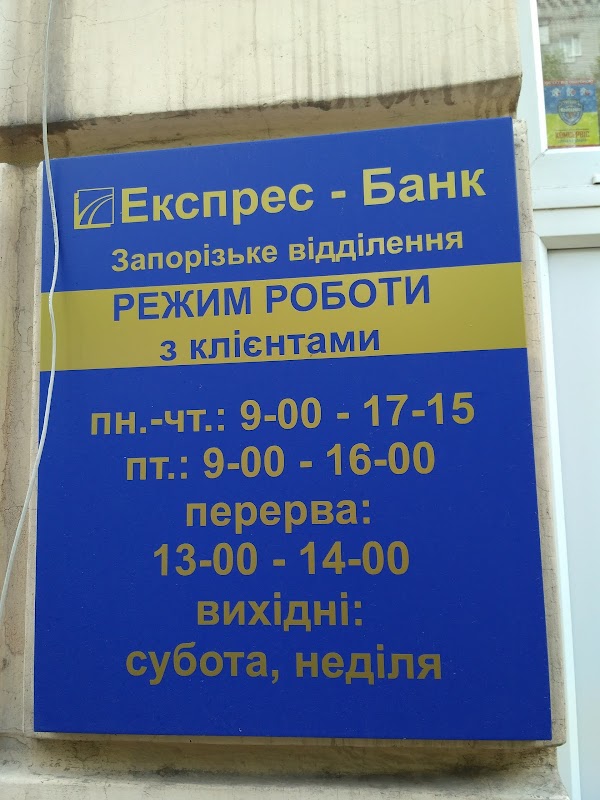 Експрес - Банк
Запорізьке відділення
РЕЖИМ РОБОТИ
з клієнтами
пн.-чт.: 9-00 - 17-15
пт.: 9-00 - 16-00
перерва:
13-00 - 14-00
вихідні:
субота, неділя